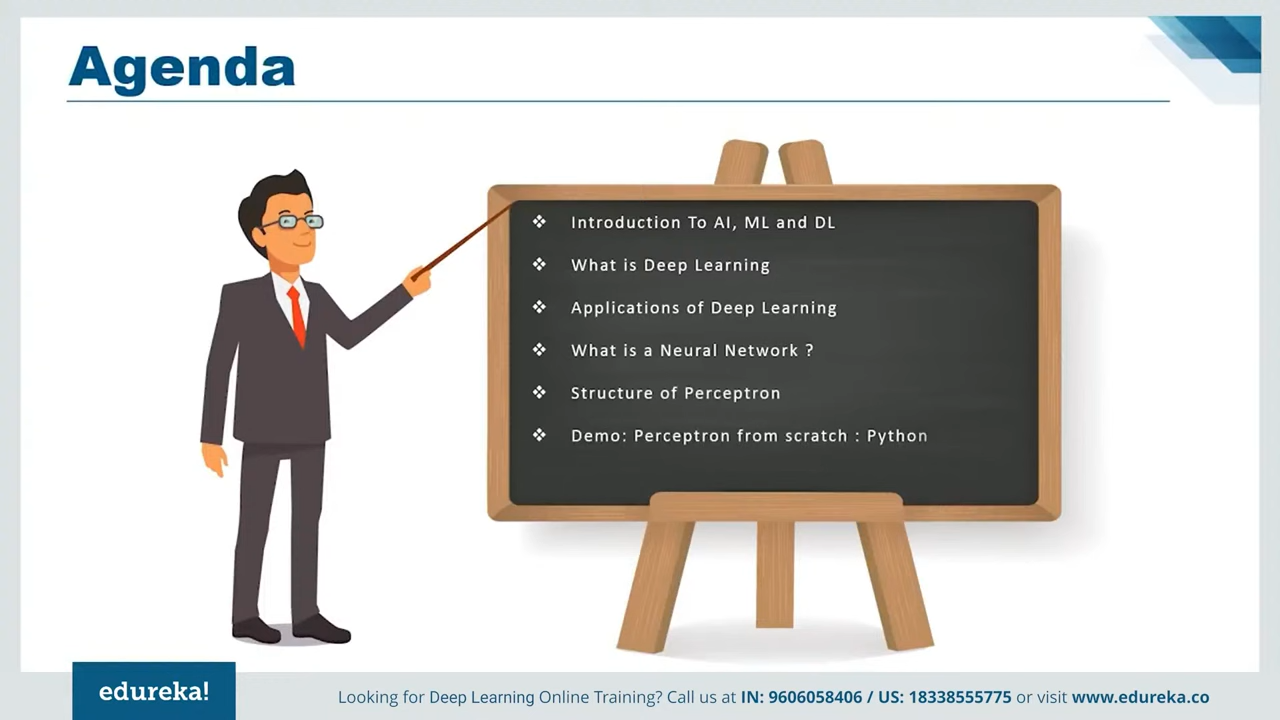 Agenda
❖ Introduction To AI, ML and DL
❖ What is Deep Learning
❖ Applications of Deep Learning
❖ What is a Neural Network ?
❖ Structure of Perceptron
❖ Demo: Perceptron from scratch : Python
edureka!
Looking for Deep Learning Online Training? Call us at IN: 9606058406 / US: 18338555775 or visit www.edureka.co